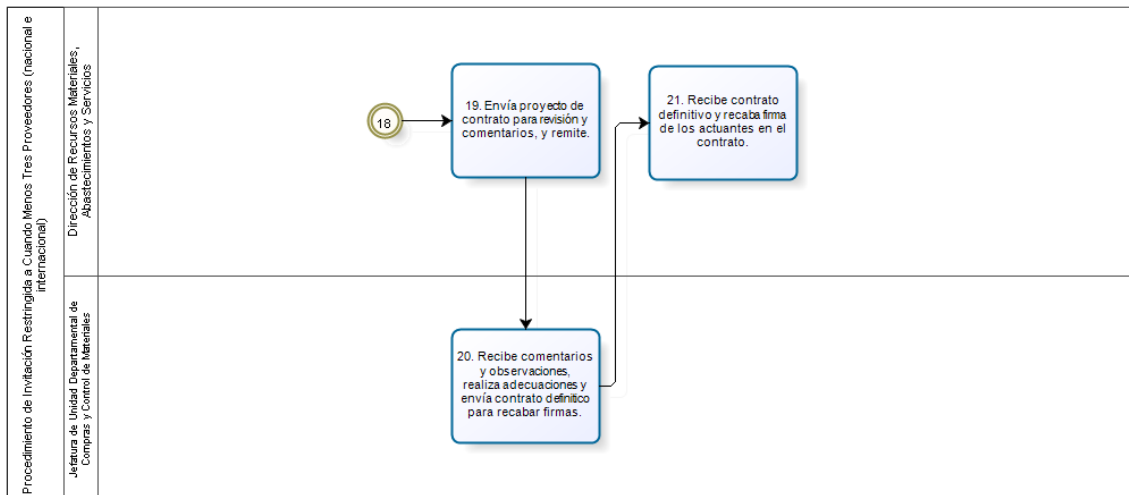 Procedimiento de Invitación Restringida a Cuando Menos Tres Proveedores (nacional e
internacional)
Dirección de Recursos Materiales,
Abastecimientos y Servicios
18
19. Envía proyecto de
contrato para revisión y
comentarios, y remite.
21. Recibe contrato
definitivo y recaba firma
de los actuantes en el
contrato.
Jefatura de Unidad Departamental de
Compras y Control de Materiales
20. Recibe comentarios
y observaciones,
realiza adecuaciones y
envía contrato definitico
para recabar firmas.